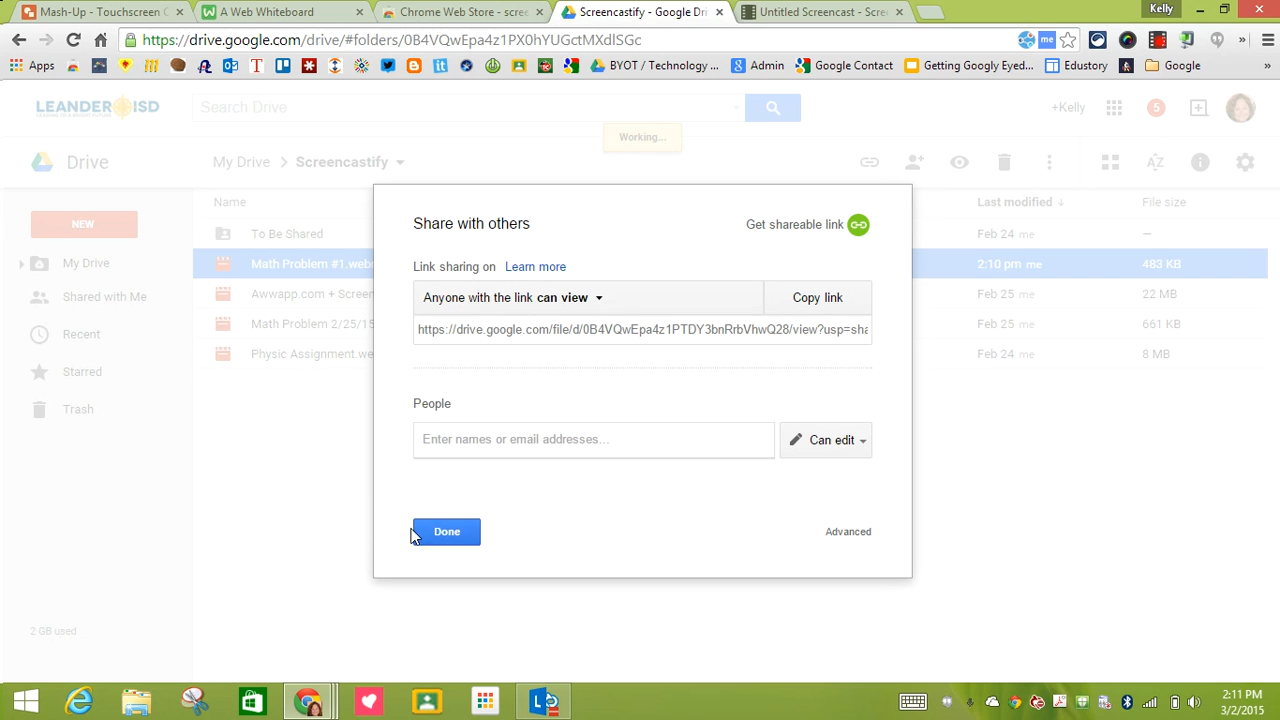 Mash-Up - Touchscreen C
A Web Whiteboard
Chrome Web Store - scree
Screencastify - Google Dri
Untitled Screencast - Scre
Kelly
https://drive.google.com/drive/#folders/0B4VQwEpa4z1PX0hYUGctMXdlSGc
me
Apps
BYOT / Technology ...
Admin
Google Contact
Getting Googly Eyed...
Edustory
Google
»
LEANDER ISD
Search Drive
+Kelly
5
Working...
Drive
My Drive
Screencastify
AZ
NEW
Name
Last modified
File size
My Drive
Shared with Me
Recent
Starred
Trash
2 GB used
To Be Shared
Feb 24 me
—
Math Problem #1.web
2:10 pm me
483 KB
Awwapp.com + Screen
Feb 25 me
22 MB
Math Problem 2/25/15
Feb 25 me
661 KB
Physic Assignment.we
Feb 24 me
8 MB
Share with others
Get shareable link
Link sharing on Learn more
Anyone with the link can view
Copy link
https://drive.google.com/file/d/0B4VQwEpa4z1PTDY3bnRrbVhwQ28/view?usp=sha
People
Enter names or email addresses...
Can edit
Done
Advanced
2:11 PM
3/2/2015